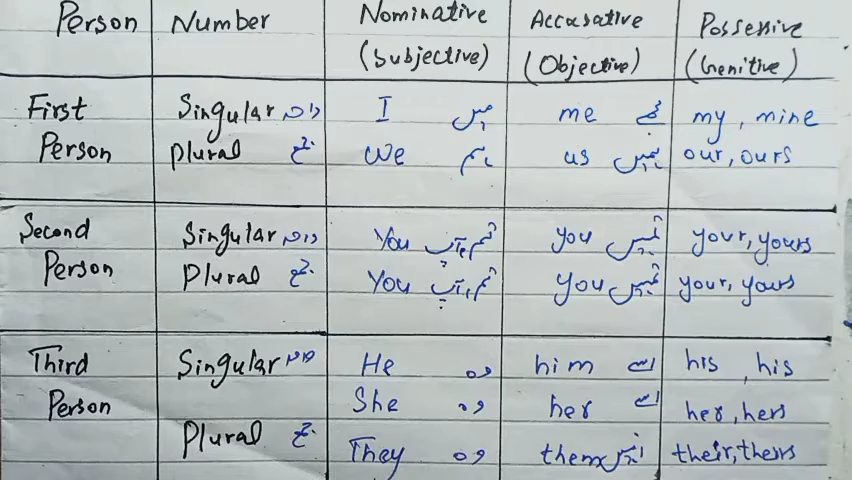 Person Number Nominative (Subjective) Accusative (Objective) Possessive (Genitive)
First Singular واحد I میں me مجھے my, mine
Person Plural جمع We ہم us ہمیں our, ours
Second Singular واحد You تم، آپ you تمہیں your, yours
Person Plural جمع You تم، آپ you تمہیں your, yours
Third Singular واحد He وہ him اسے his, his
Person She وہ her اسے her, hers
Plural جمع They وہ them انہیں their, theirs